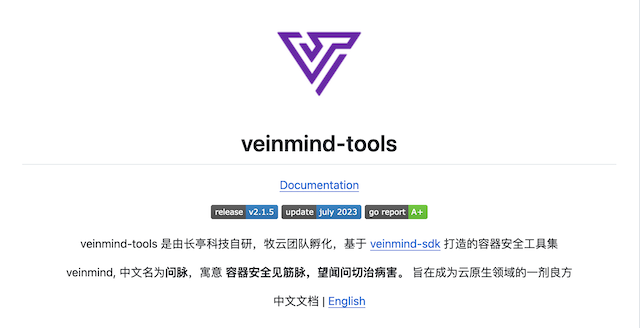 veinmind-tools
Documentation
release v2.1.5 update july 2023 go report A+
veinmind-tools 是由长亭科技自研，牧云团队孵化，基于 veinmind-sdk 打造的容器安全工具集
veinmind, 中文名为问脉，寓意 容器安全见筋脉，望闻问切治病害。 旨在成为云原生领域的一剂良方
中文文档 | English